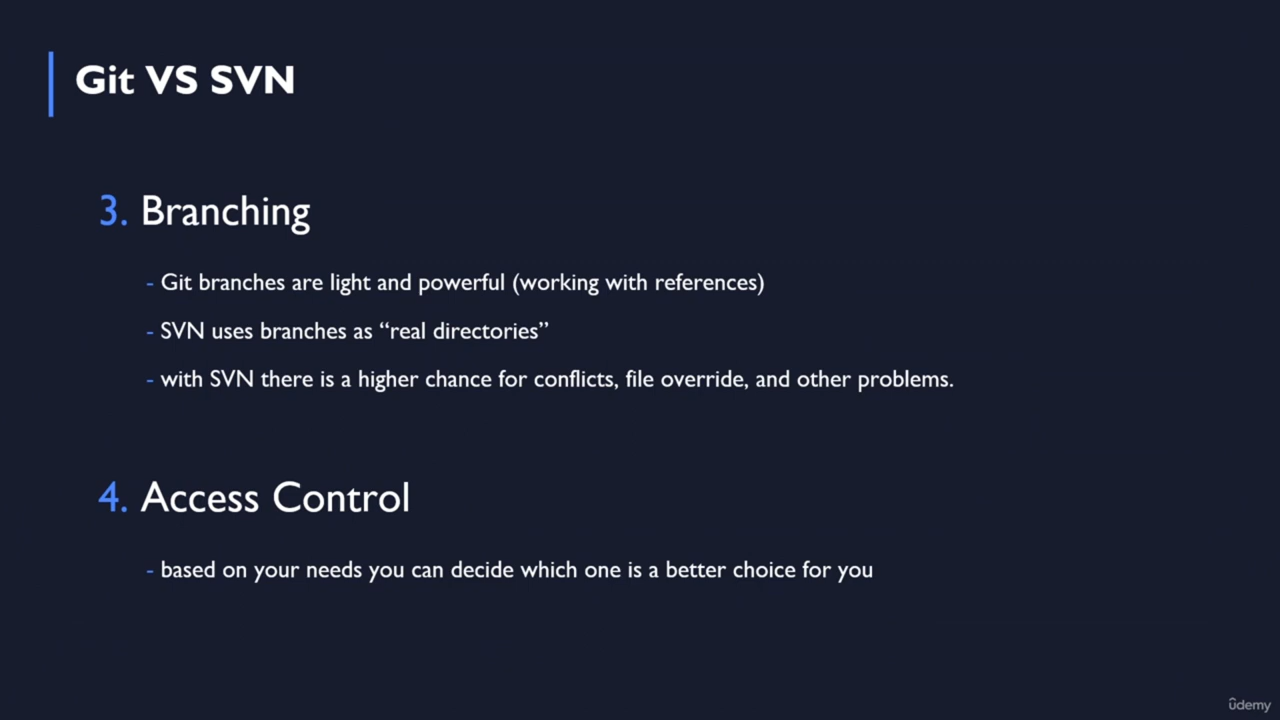 Git VS SVN
3. Branching
- Git branches are light and powerful (working with references)
- SVN uses branches as “real directories”
- with SVN there is a higher chance for conflicts, file override, and other problems.
4. Access Control
- based on your needs you can decide which one is a better choice for you
ûdemy